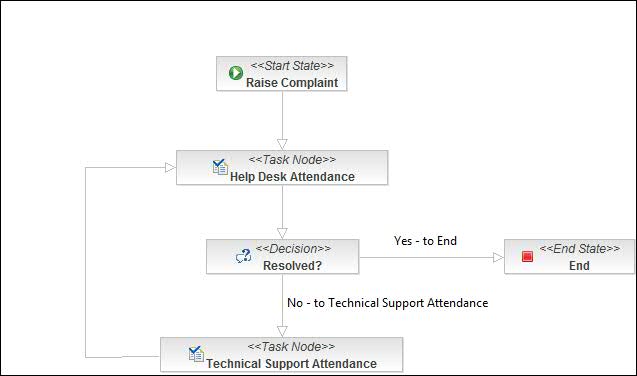 <<Start State>>
Raise Complaint
<<Task Node>>
Help Desk Attendance
<<Decision>>
Resolved?
Yes - to End
<<End State>>
End
No - to Technical Support Attendance
<<Task Node>>
Technical Support Attendance